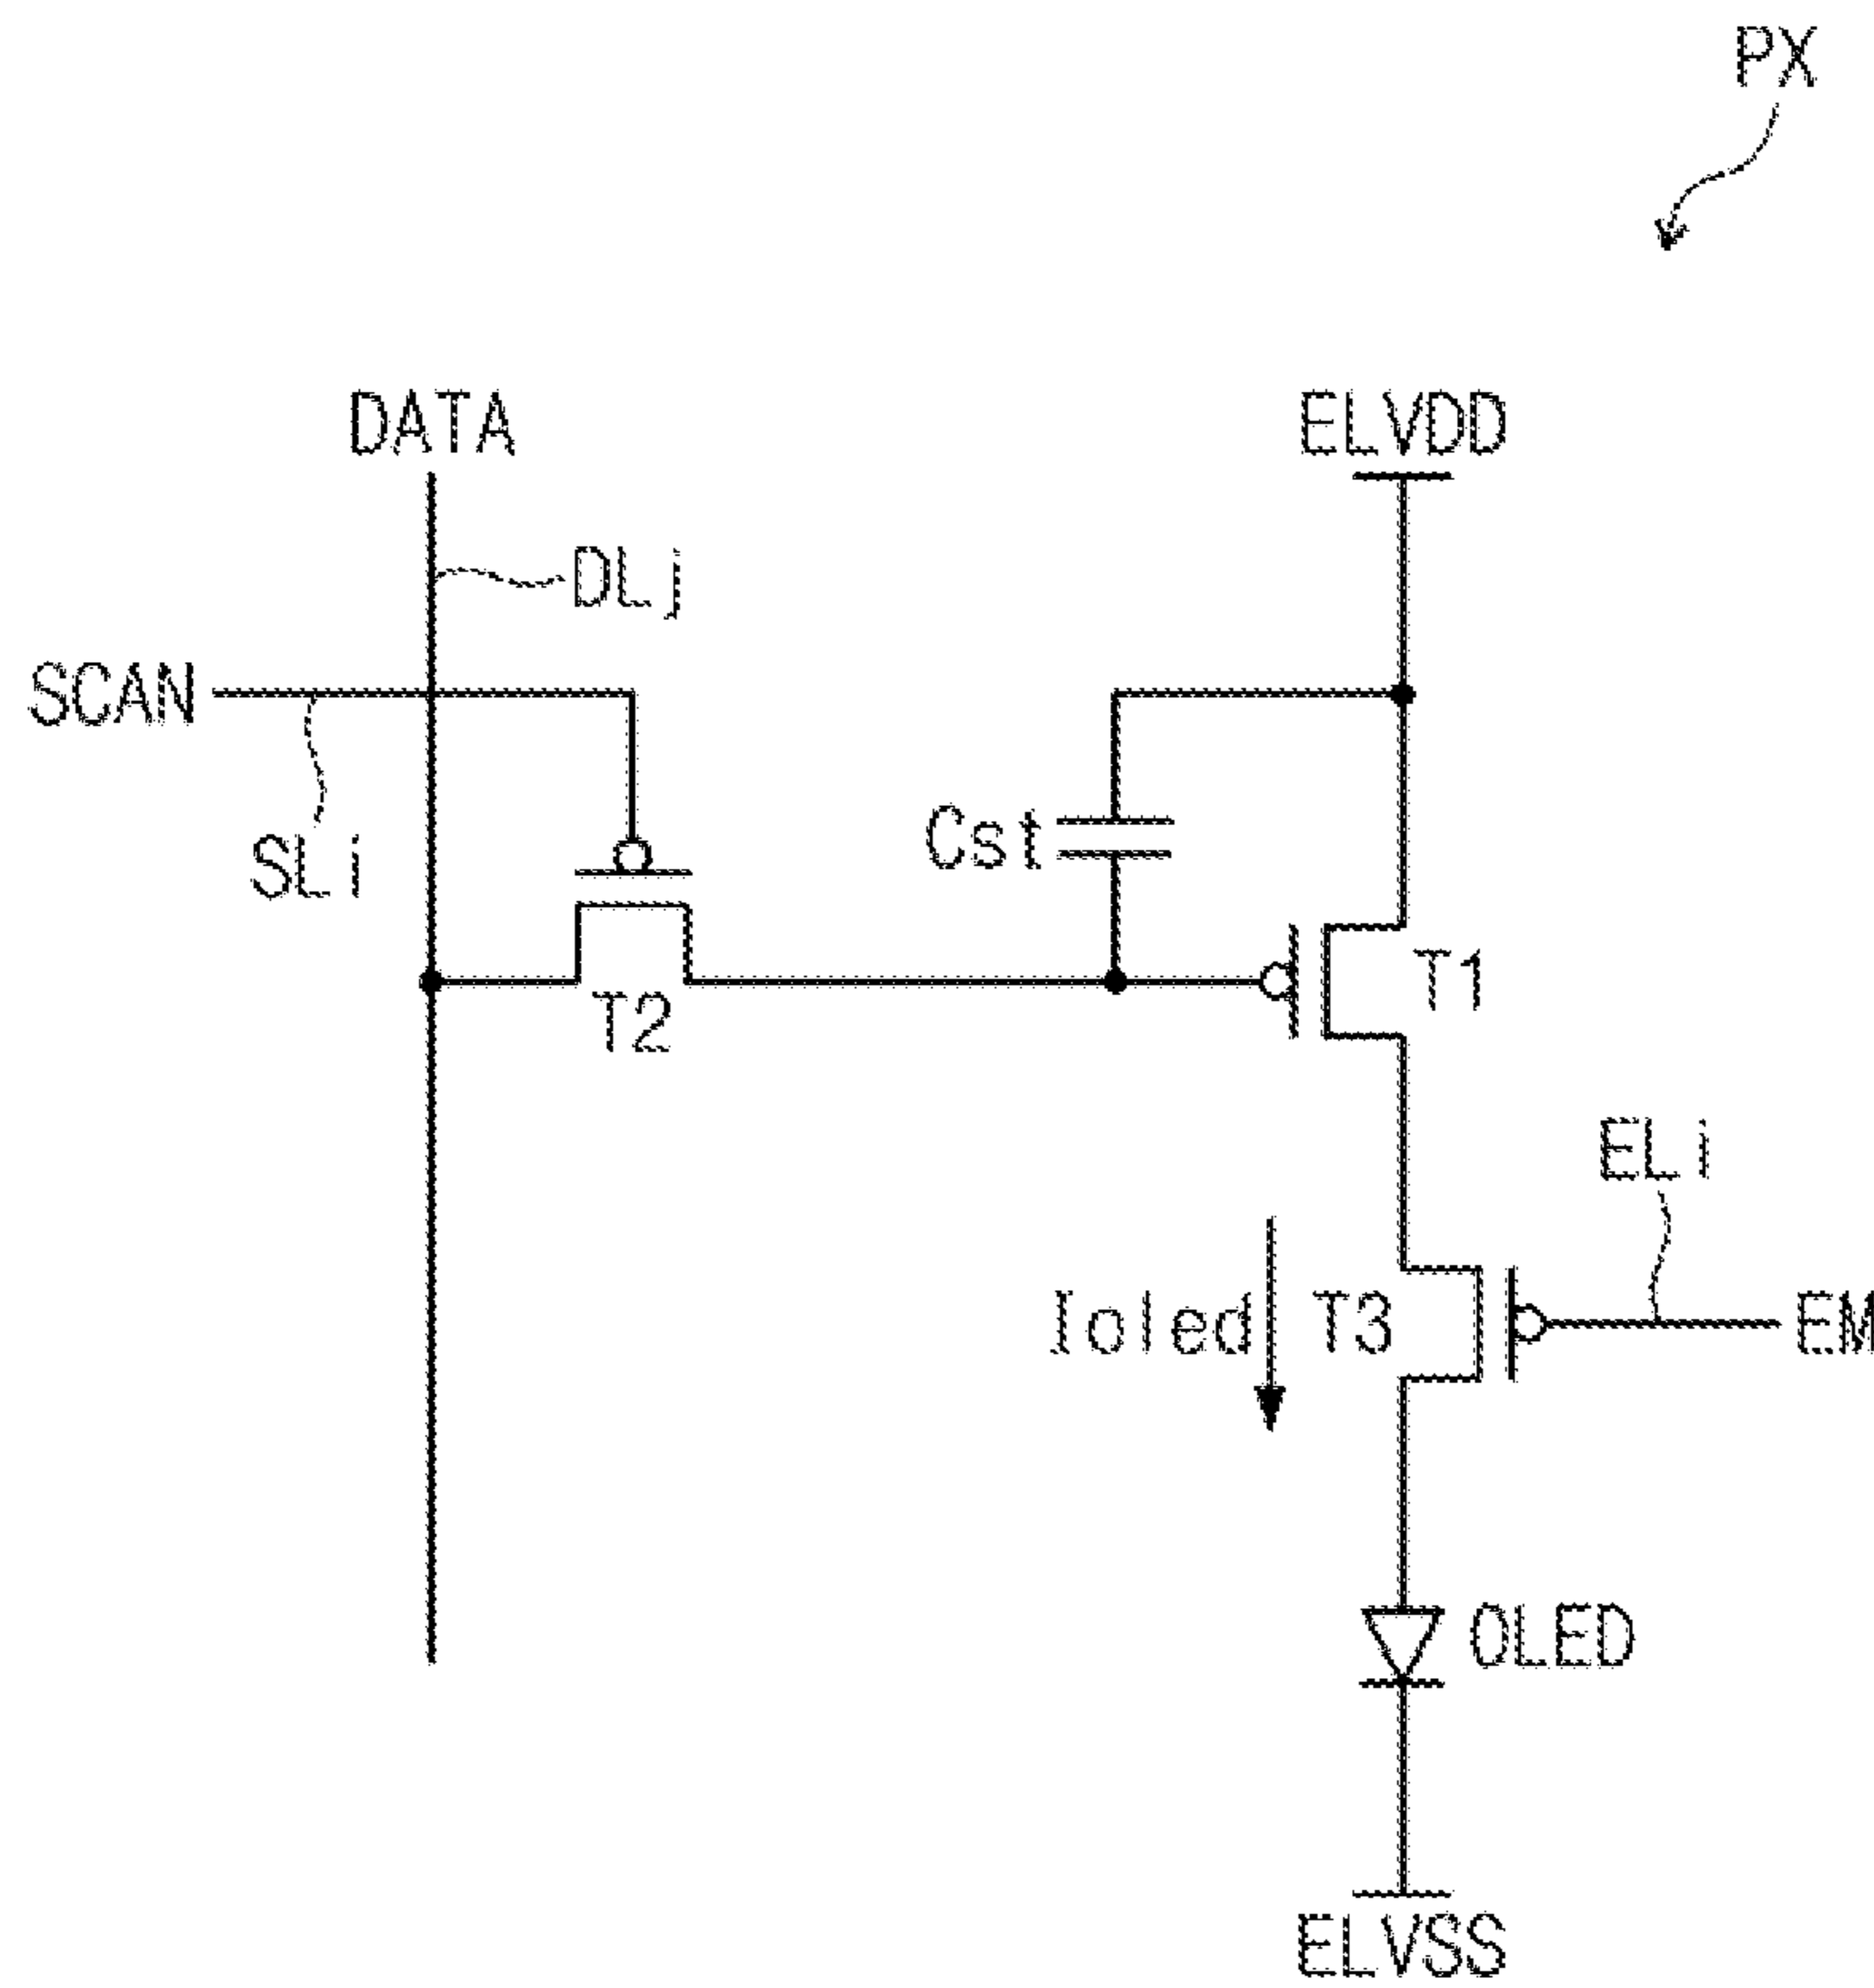 PX
DATA
ELVDD
DLj
SCAN
SLi
Cst
T1
T2
ELi
Ioled
T3
EM
OLED
ELVSS